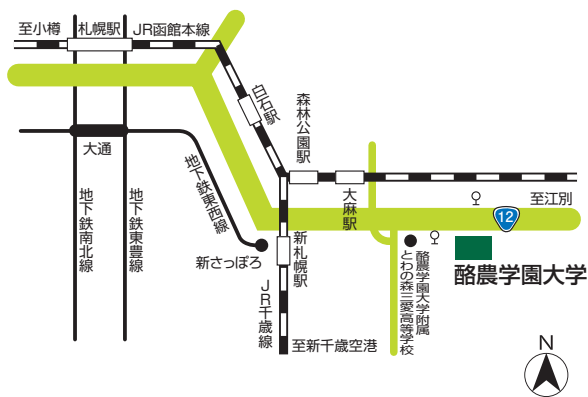 至小樽
札幌駅
JR函館本線
白石駅
森林公園駅
大通
地下鉄東西線
大麻駅
至江別
12
地下鉄南北線
地下鉄東豊線
新さっぽろ
新札幌駅
酪農学園大学附属
とわの森三愛高等学校
酪農学園大学
JR千歳線
至新千歳空港
N